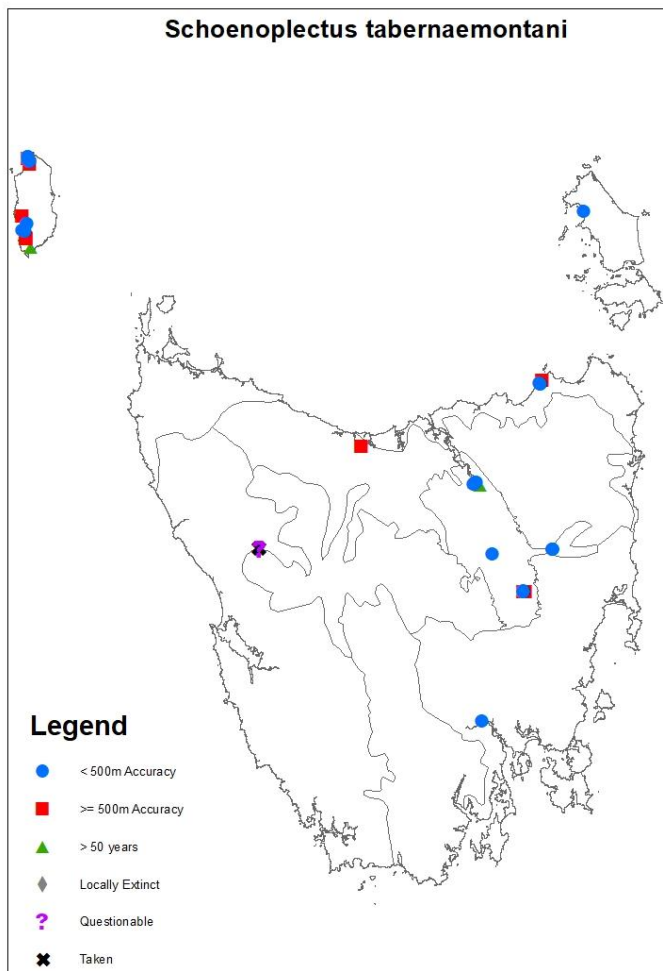 Schoenoplectus tabernaemontani
Legend
< 500m Accuracy
>= 500m Accuracy
> 50 years
Locally Extinct
? Questionable
Taken